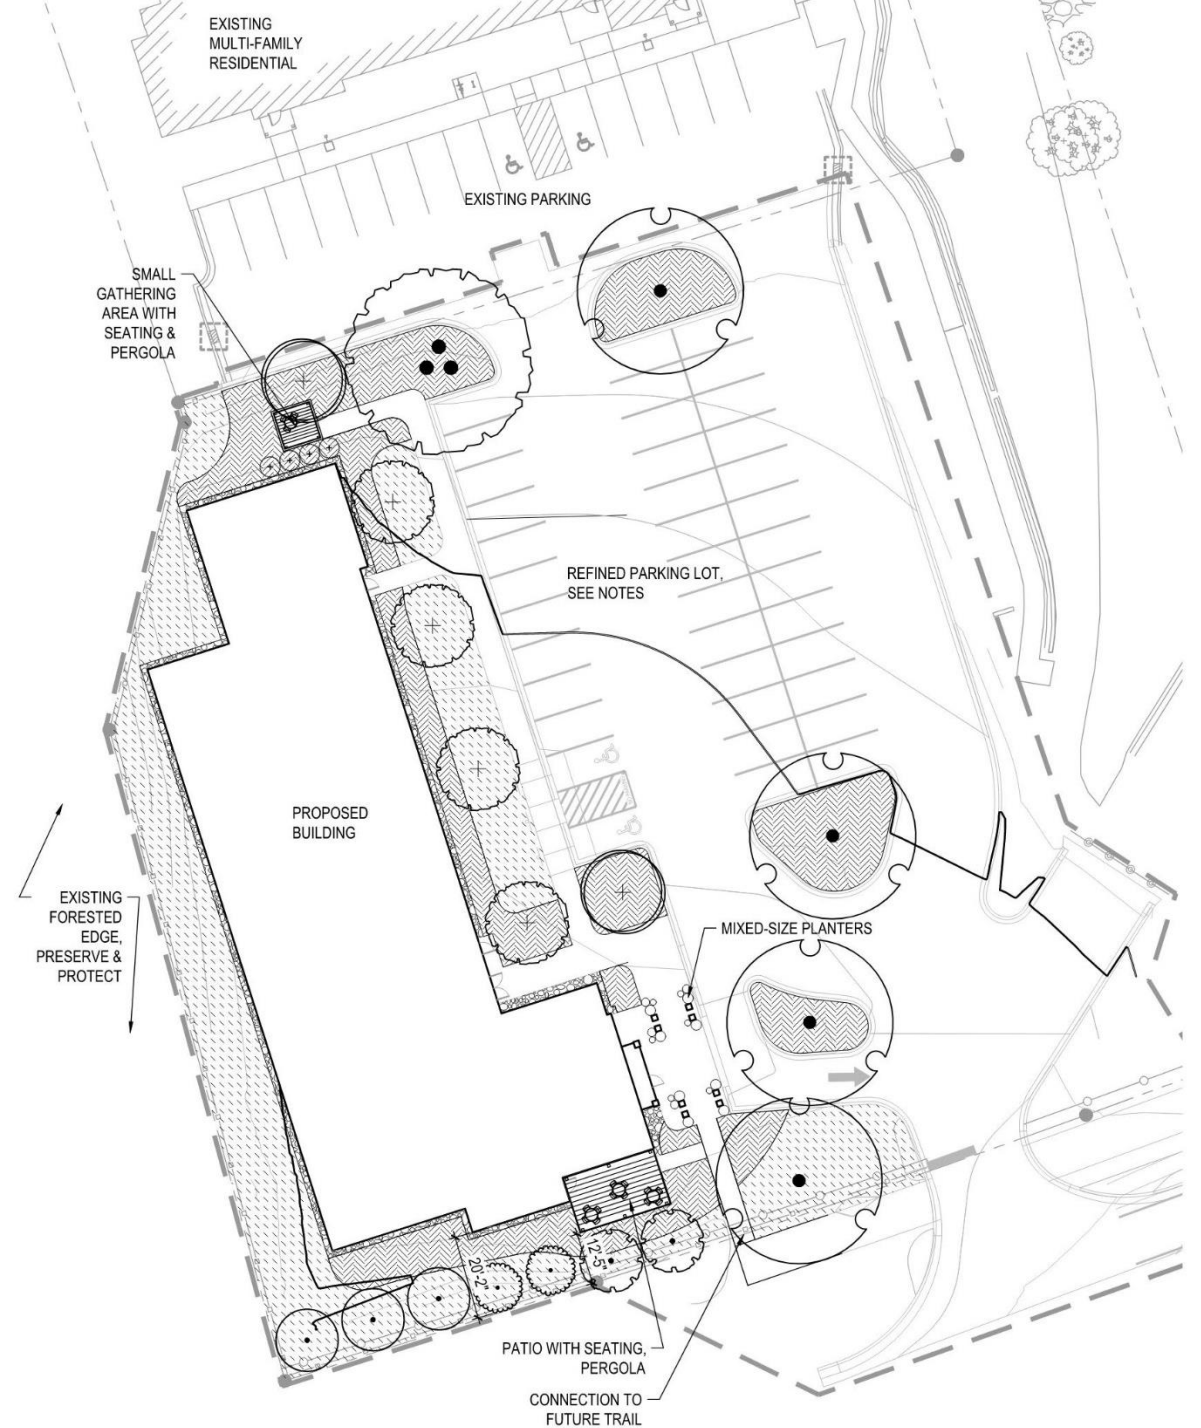 EXISTING
MULTI-FAMILY
RESIDENTIAL
EXISTING PARKING
SMALL
GATHERING
AREA WITH
SEATING &
PERGOLA
REFINED PARKING LOT,
SEE NOTES
PROPOSED
BUILDING
EXISTING
FORESTED
EDGE,
PRESERVE &
PROTECT
MIXED-SIZE PLANTERS
20'-2"
12'-5"
PATIO WITH SEATING,
PERGOLA
CONNECTION TO
FUTURE TRAIL